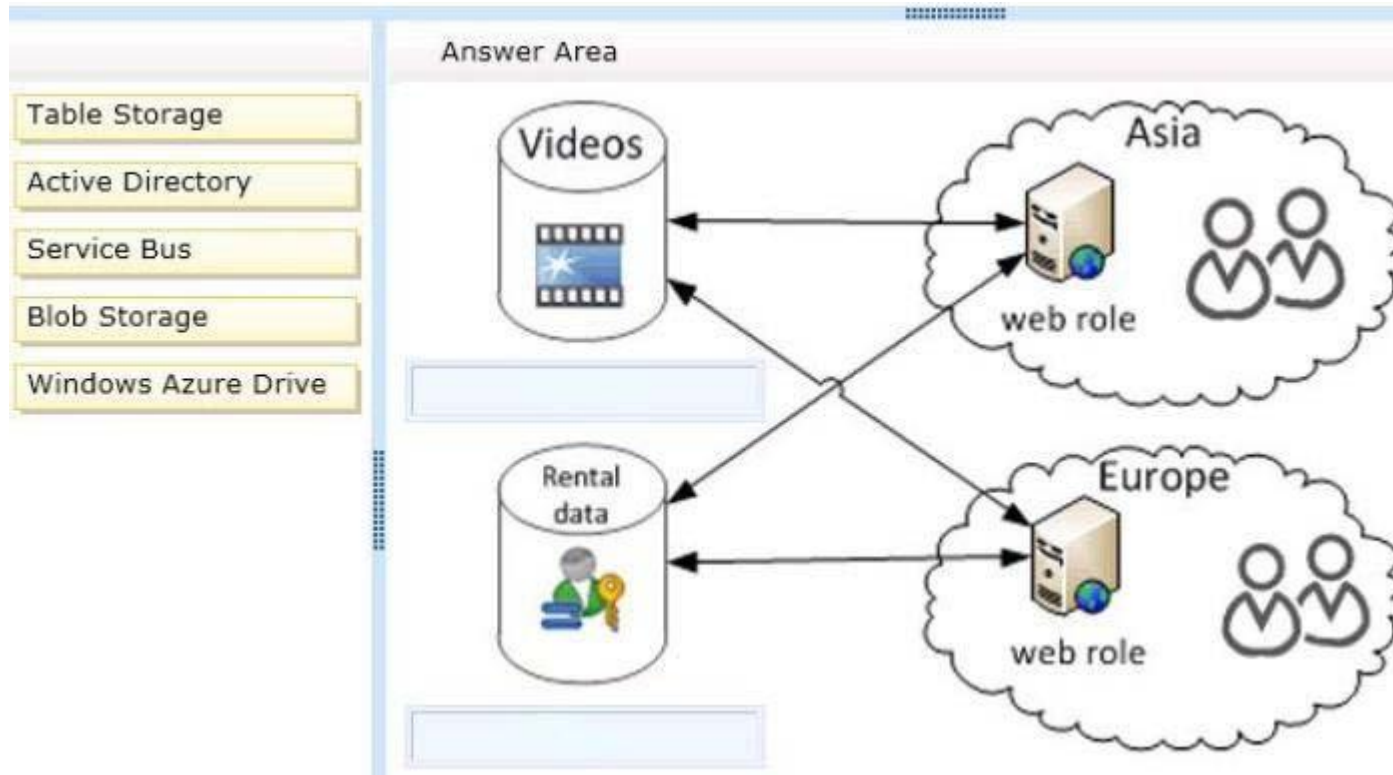 Answer Area
Table Storage
Active Directory
Service Bus
Blob Storage
Windows Azure Drive
Videos
Asia
web role
Rental
data
Europe
web role